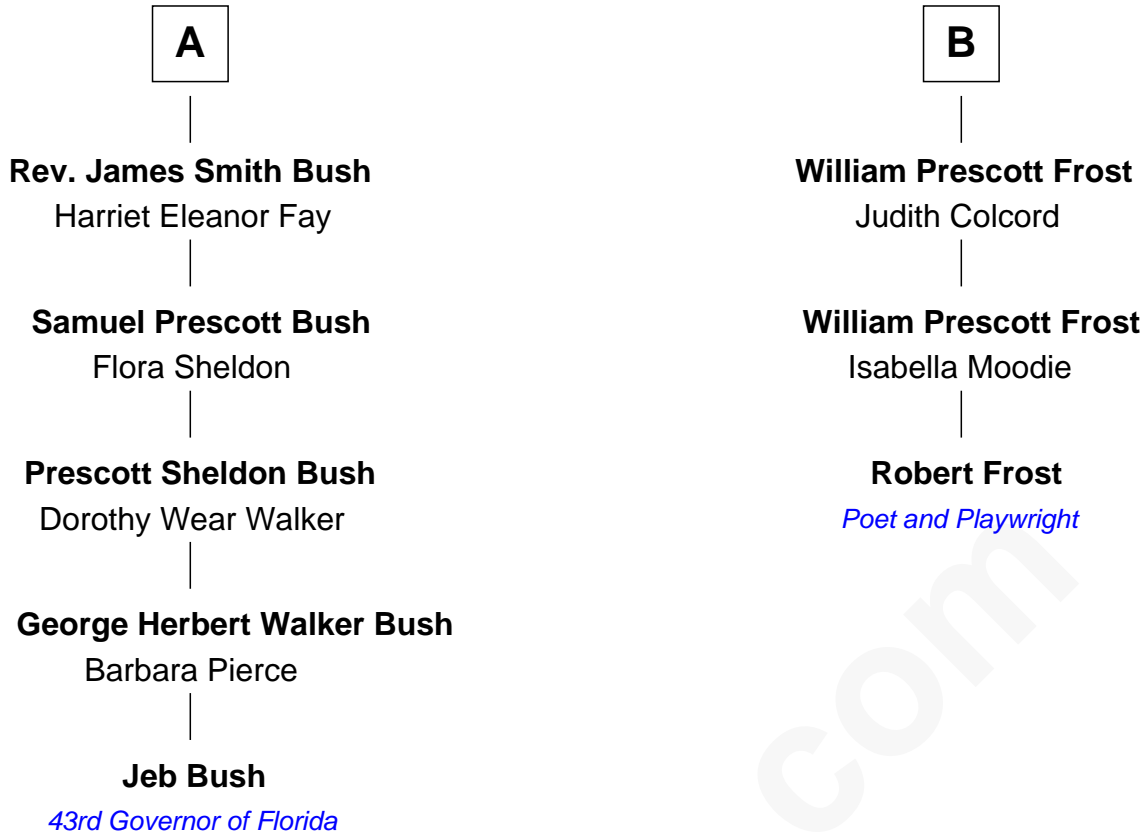 A
Rev. James Smith Bush
Harriet Eleanor Fay
Samuel Prescott Bush
Flora Sheldon
Prescott Sheldon Bush
Dorothy Wear Walker
George Herbert Walker Bush
Barbara Pierce
Jeb Bush
43rd Governor of Florida
B
William Prescott Frost
Judith Colcord
William Prescott Frost
Isabella Moodie
Robert Frost
Poet and Playwright
com